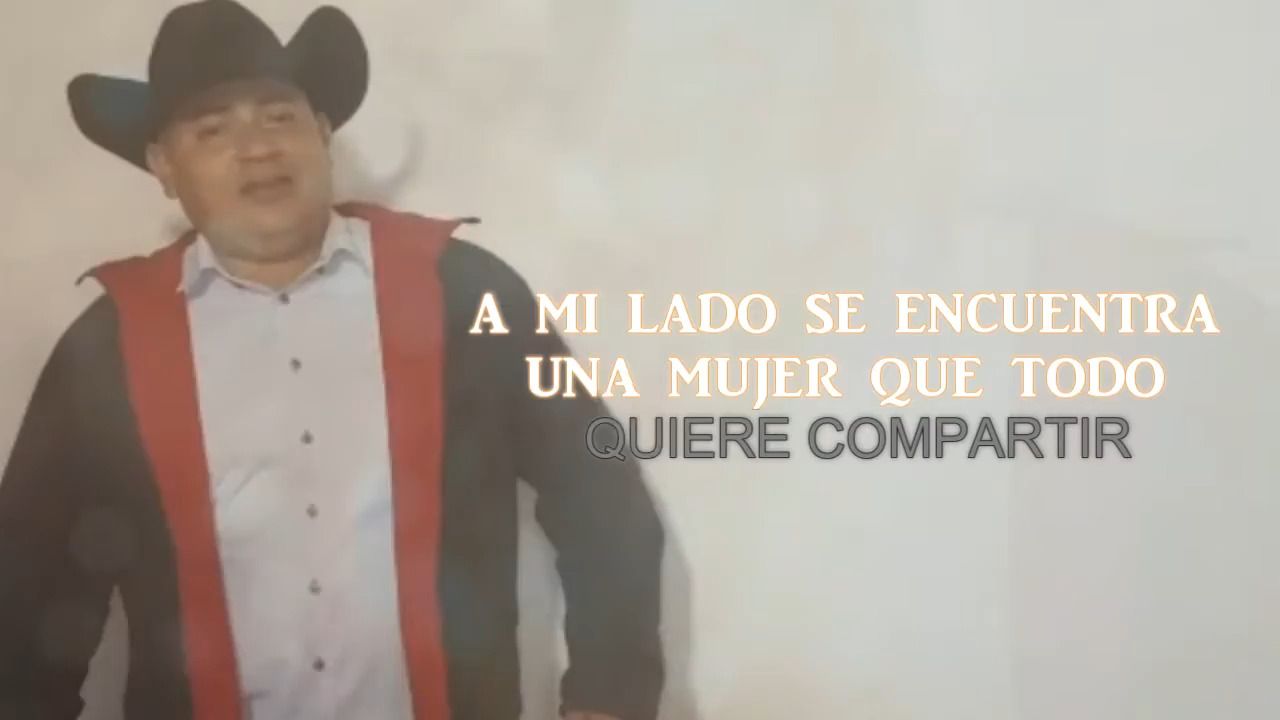 A MI LADO SE ENCUENTRA
UNA MUJER QUE TODO
QUIERE COMPARTIR